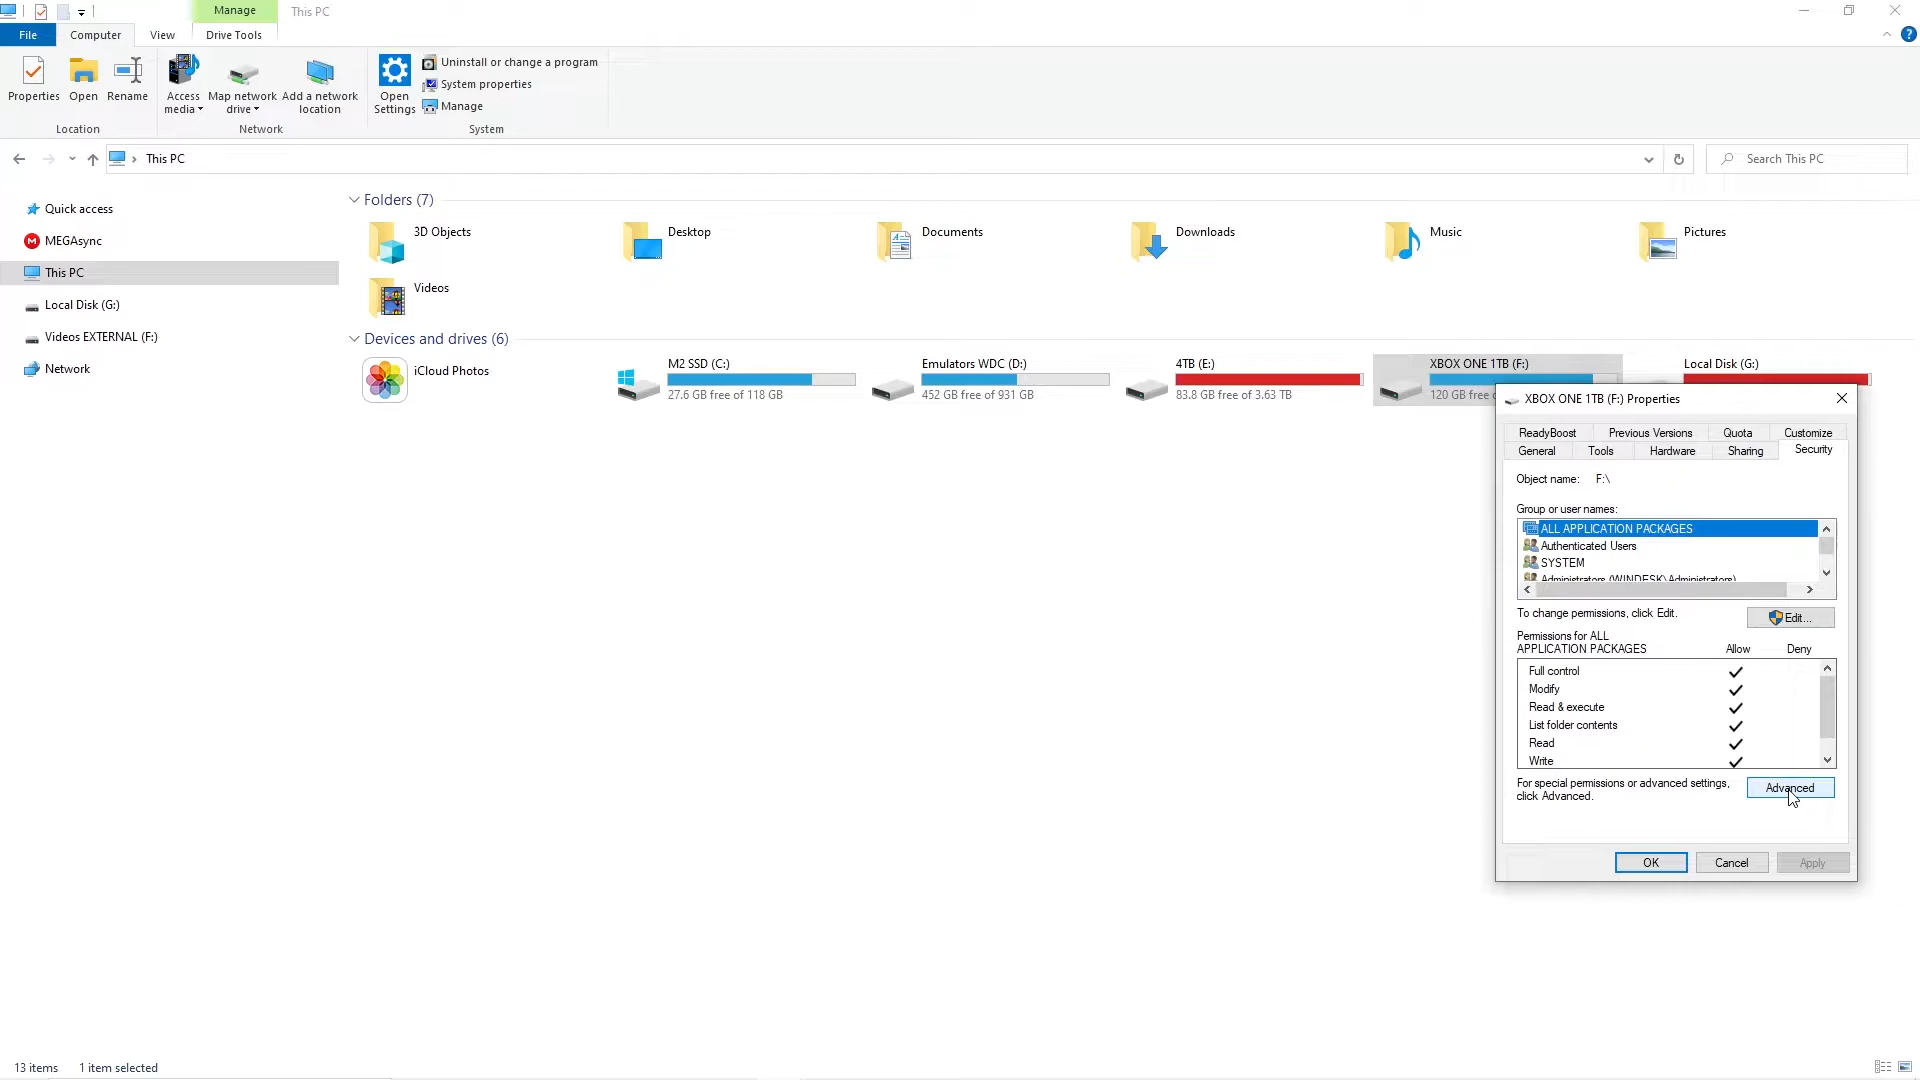 Manage
This PC
File
Computer
View
Drive Tools
?
Properties
Open
Rename
Access
media
Map network
drive
Add a network
location
Open
Settings
Uninstall or change a program
System properties
Manage
Location
Network
System
This PC
Search This PC
Quick access
MEGAsync
This PC
Local Disk (G:)
Videos EXTERNAL (F:)
Network
Folders (7)
3D Objects
Desktop
Documents
Downloads
Music
Pictures
Videos
Devices and drives (6)
iCloud Photos
M2 SSD (C:)
27.6 GB free of 118 GB
Emulators WDC (D:)
452 GB free of 931 GB
4TB (E:)
83.8 GB free of 3.63 TB
XBOX ONE 1TB (F:)
120 GB free
Local Disk (G:)
XBOX ONE 1TB (F:) Properties
ReadyBoost
Previous Versions
Quota
Customize
General
Tools
Hardware
Sharing
Security
Object name: F:\
Group or user names:
ALL APPLICATION PACKAGES
Authenticated Users
SYSTEM
Administrators (WINDESK\Administrators)
To change permissions, click Edit.
Edit...
Permissions for ALL
APPLICATION PACKAGES
Allow
Deny
Full control
Modify
Read & execute
List folder contents
Read
Write
For special permissions or advanced settings,
click Advanced.
Advanced
OK
Cancel
Apply
13 items
1 item selected